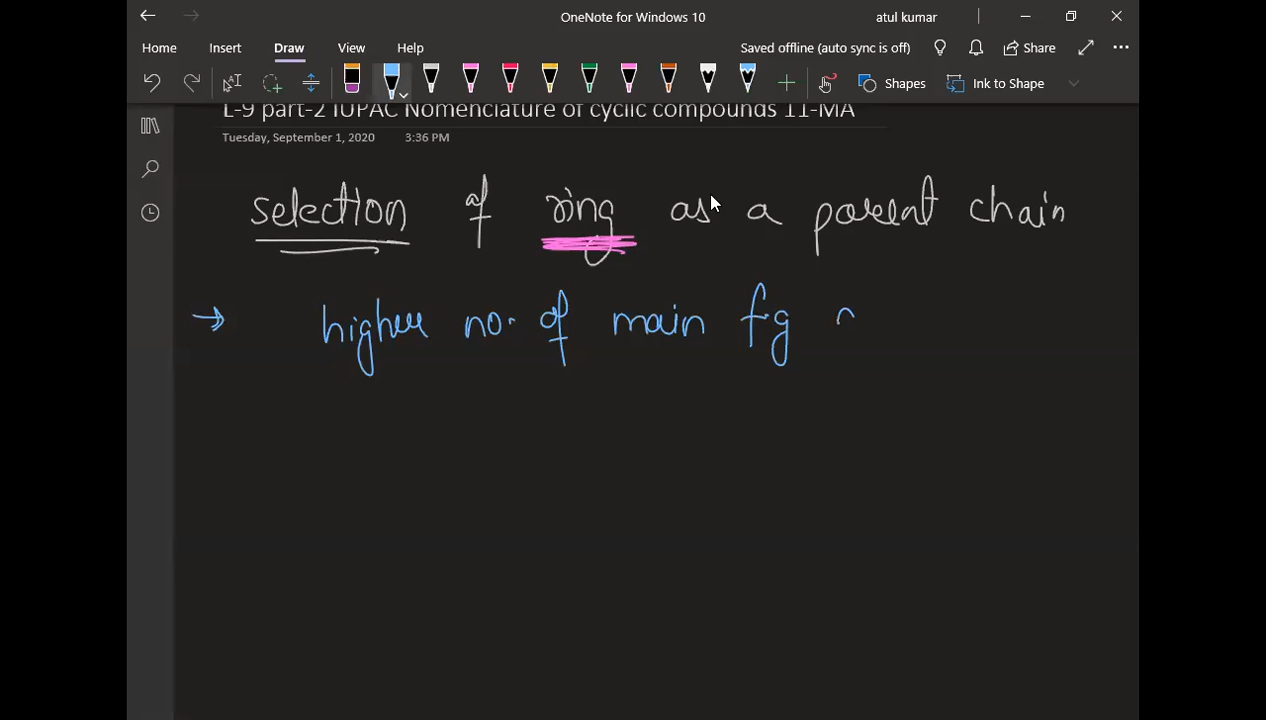 OneNote for Windows 10
atul kumar
Home Insert Draw View Help
Saved offline (auto sync is off)
Share
Shapes
Ink to Shape
L-9 part-2 IUPAC Nomenclature of cyclic compounds 11-MA
Tuesday, September 1, 2020 3:36 PM
selection of ring as a parent chain
→ higher no. of main f.g